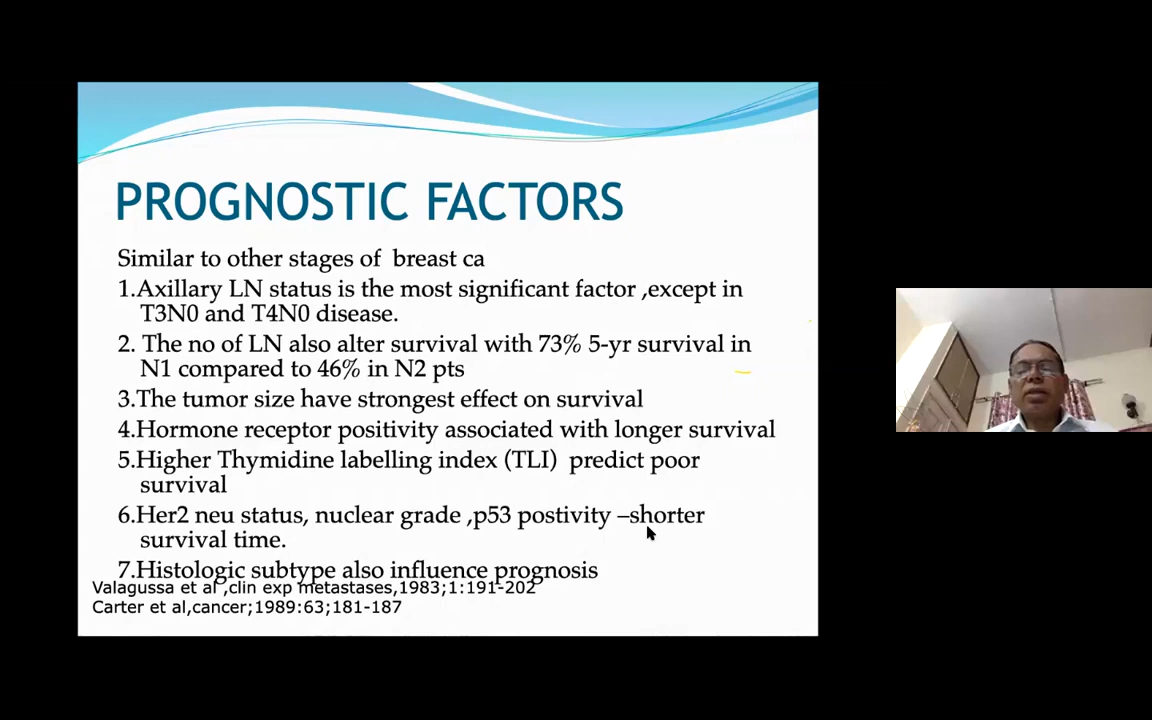 PROGNOSTIC FACTORS
Similar to other stages of breast ca
1.Axillary LN status is the most significant factor ,except in
T3N0 and T4N0 disease.
2. The no of LN also alter survival with 73% 5-yr survival in
N1 compared to 46% in N2 pts
3.The tumor size have strongest effect on survival
4.Hormone receptor positivity associated with longer survival
5.Higher Thymidine labelling index (TLI) predict poor
survival
6.Her2 neu status, nuclear grade ,p53 postivity –shorter
survival time.
7.Histologic subtype also influence prognosis
Valagussa et al ,clin exp metastases,1983;1:191-202
Carter et al,cancer;1989:63;181-187